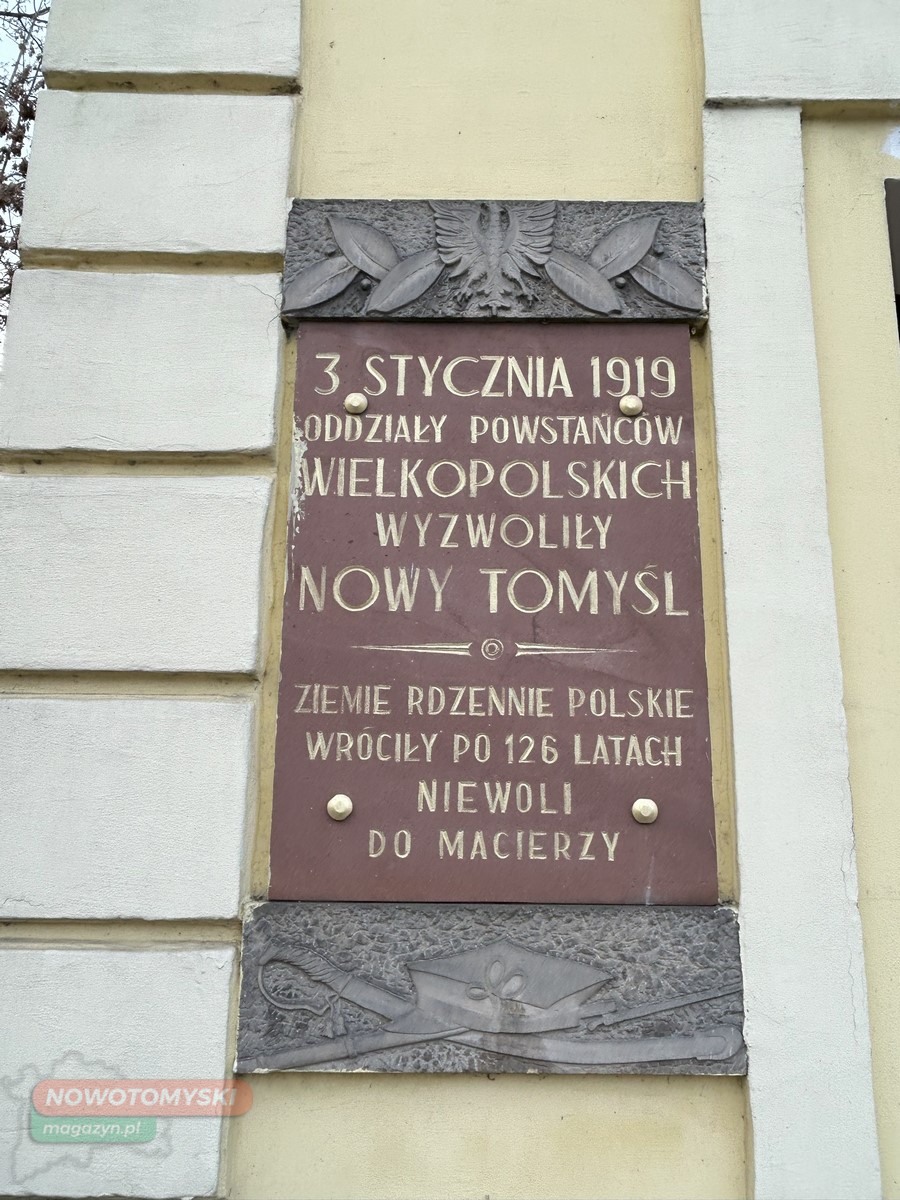 3 STYCZNIA 1919
ODDZIAŁY POWSTAŃCÓW
WIELKOPOLSKICH
WYZWOLIŁY
NOWY TOMYŚL
ZIEMIE RDZENNIE POLSKIE
WRÓCIŁY PO 126 LATACH
NIEWOLI
DO MACIERZY
NOWOTOMYSKI
magazyn.pl